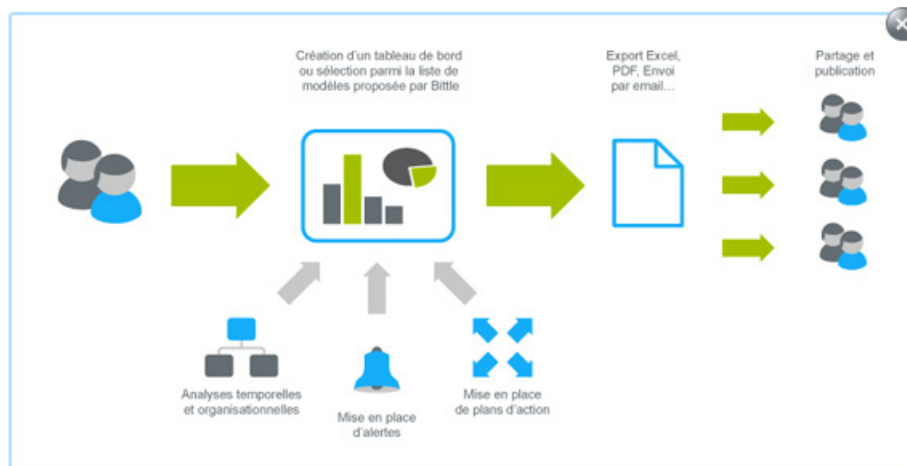 Création d'un tableau de bord
ou sélection parmi la liste de
modèles proposée par Bittle
Export Excel,
PDF, Envoi
par email...
Partage et
publication
Analyses temporelles
et organisationnelles
Mise en place
d'alertes
Mise en place
de plans d'action